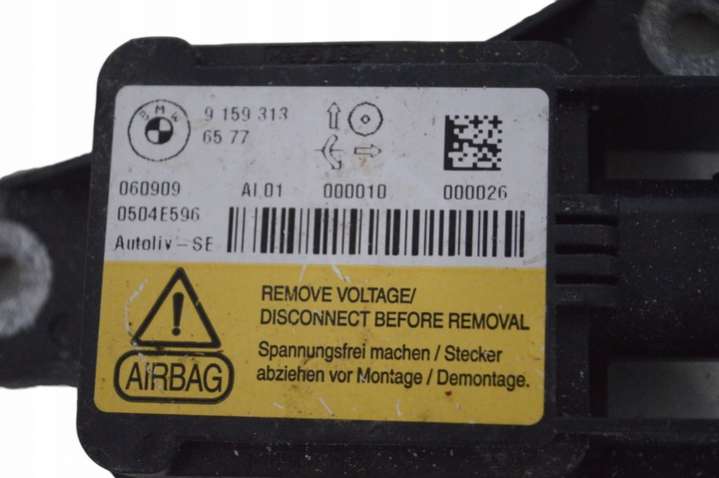 BMW
9 159 313
65 77
060909 AI.01 000010 000026
05D4E596
Autoliv-SE
REMOVE VOLTAGE/
DISCONNECT BEFORE REMOVAL
AIRBAG
Spannungsfrei machen / Stecker
abziehen vor Montage / Demontage.